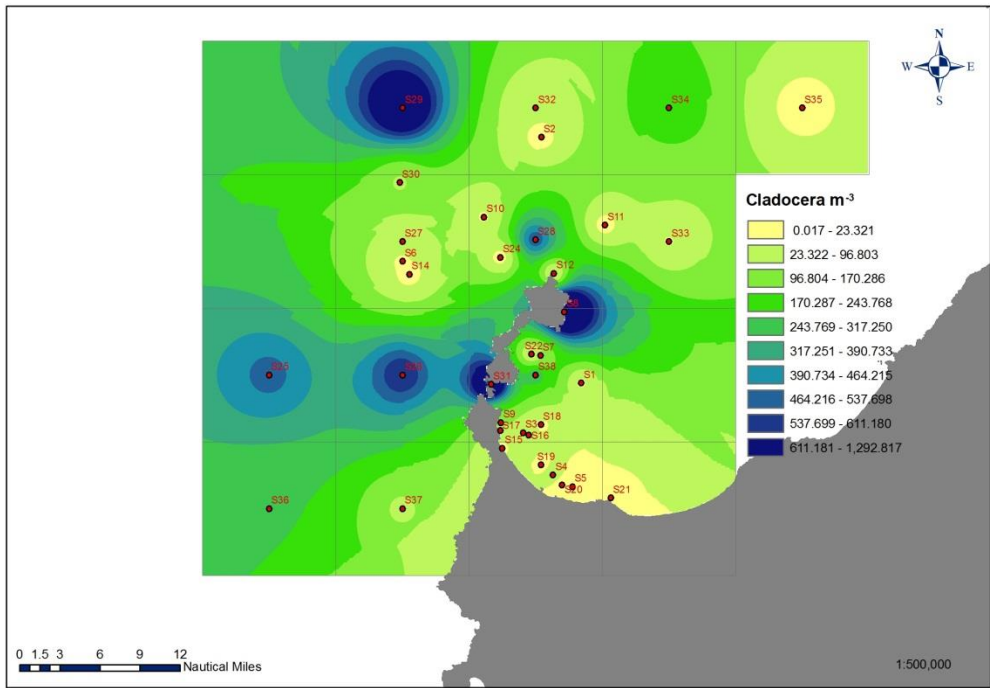 N
W E
S
S29
S32
S34
S35
S2
S30
S10
S11
S28
S27
S33
S24
S6
S14
S12
S8
S22 S7
S25
S38
S31
S1
S9
S18
S17
S3
S16
S15
S19
S4
S5
S20
S21
S36
S37
Cladocera m-3
0.017 - 23.321
23.322 - 96.803
96.804 - 170.286
170.287 - 243.768
243.769 - 317.250
317.251 - 390.733
390.734 - 464.215
464.216 - 537.698
537.699 - 611.180
611.181 - 1,292.817
0 1.5 3 6 9 12
Nautical Miles
1:500,000